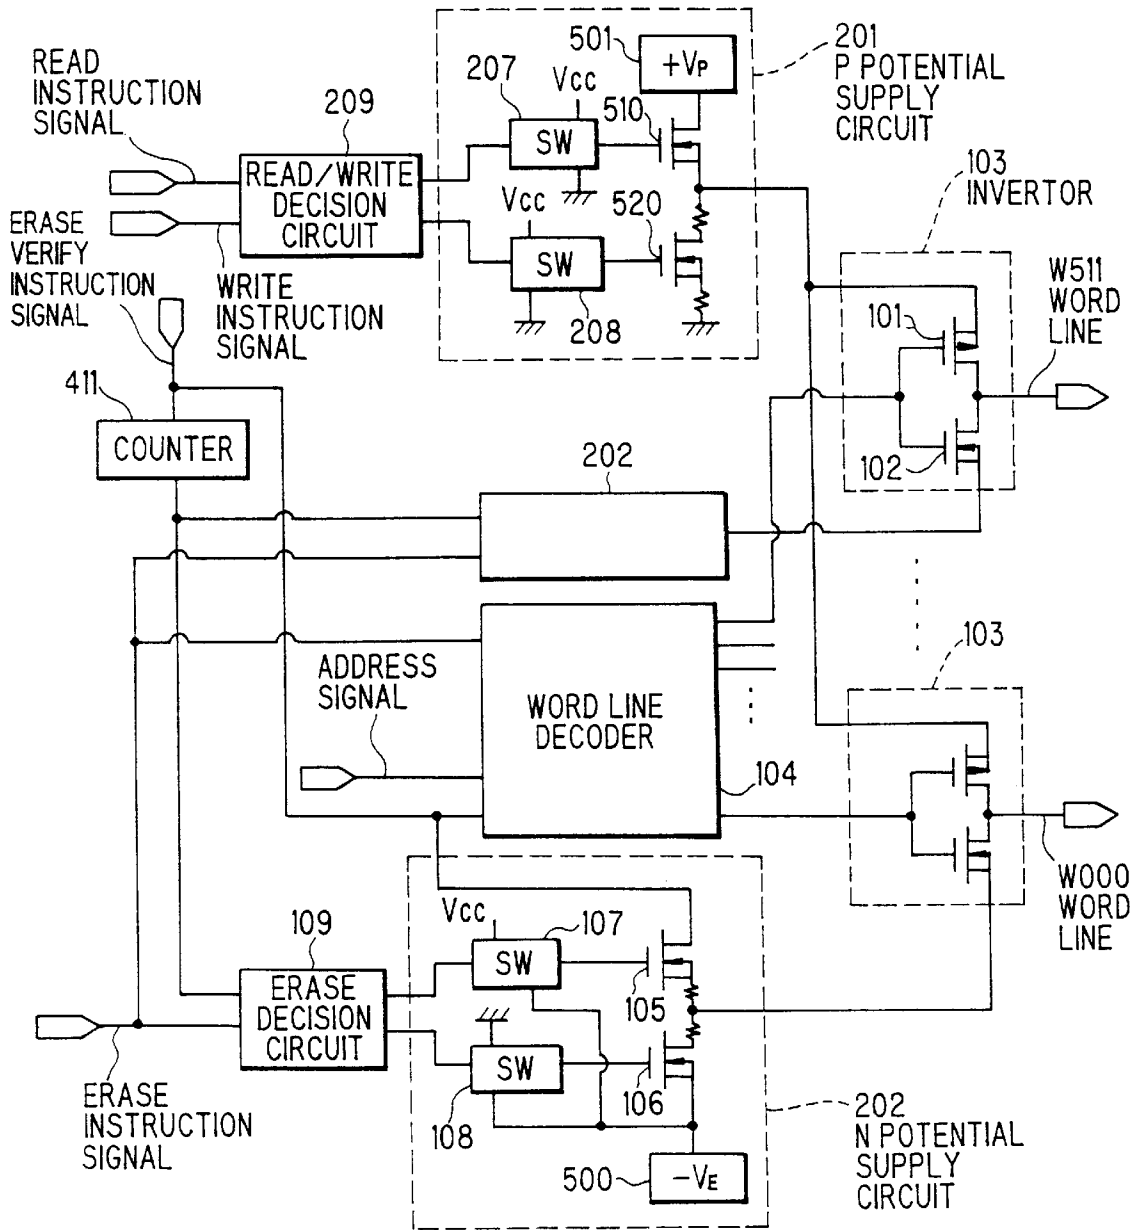 READ
INSTRUCTION
SIGNAL
209
READ/WRITE
DECISION
CIRCUIT
207
Vcc
SW
501
+VP
510
201
P POTENTIAL
SUPPLY
CIRCUIT
Vcc
SW
208
520
103
INVERTOR
ERASE
VERIFY
INSTRUCTION
SIGNAL
WRITE
INSTRUCTION
SIGNAL
101
102
W511
WORD
LINE
411
COUNTER
202
ADDRESS
SIGNAL
WORD LINE
DECODER
104
103
W000
WORD
LINE
109
ERASE
DECISION
CIRCUIT
Vcc
107
SW
105
SW
108
106
ERASE
INSTRUCTION
SIGNAL
500
-VE
202
N POTENTIAL
SUPPLY
CIRCUIT